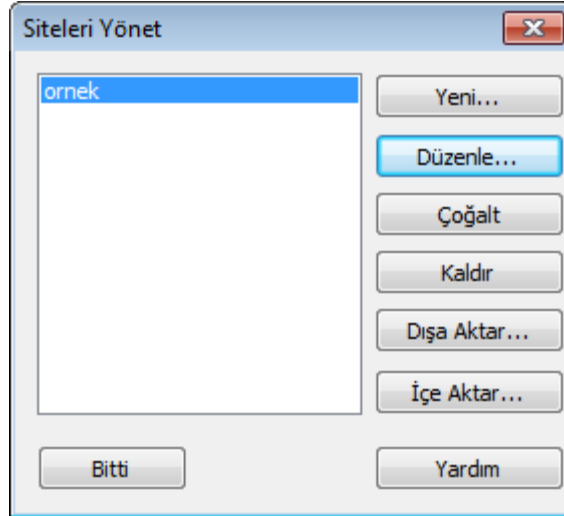 Siteleri Yönet
ornek
Yeni...
Düzenle...
Çoğalt
Kaldır
Dışa Aktar...
İçe Aktar...
Bitti
Yardım